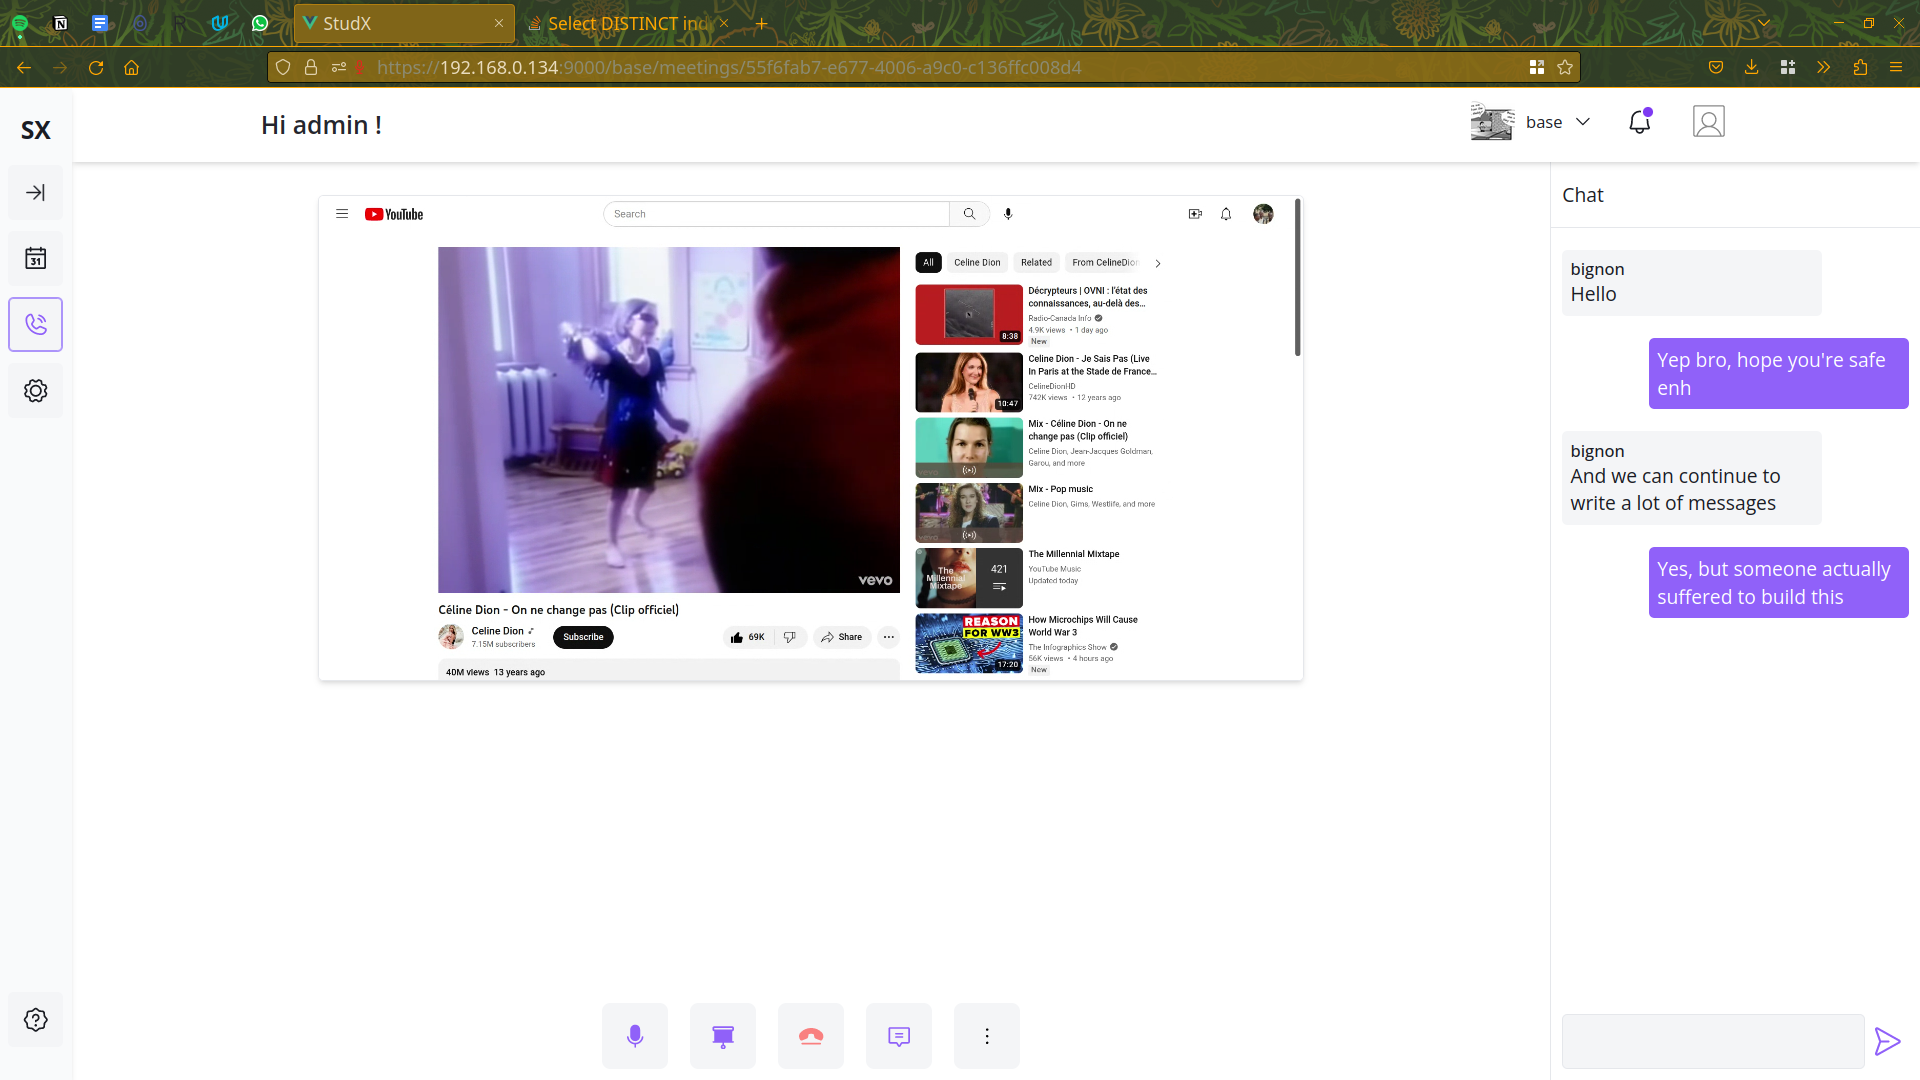 StudX
Select DISTINCT ind
https://192.168.0.134:9000/base/meetings/55f6fab7-e677-4006-a9c0-c136ffc008d4
SX
Hi admin !
base
31
YouTube
Search
vevo
Céline Dion - On ne change pas (Clip officiel)
Celine Dion
7.15M subscribers
Subscribe
69K
Share
40M views 13 years ago
All
Celine Dion
Related
From CelineDion
8:38
Décrypteurs | OVNI : l'état des
connaissances, au-delà des...
Radio-Canada Info
4.9K views • 1 day ago
New
10:47
Celine Dion - Je Sais Pas (Live
In Paris at the Stade de France...
CelineDionHD
742K views • 12 years ago
vevo
Mix - Céline Dion - On ne
change pas (Clip officiel)
Celine Dion, Jean-Jacques Goldman,
Garou, and more
vevo
Mix - Pop music
Celine Dion, Gims, Westlife, and more
The
Millennial
Mixtape
421
The Millennial Mixtape
YouTube Music
Updated today
REASON
FOR WW3
17:20
How Microchips Will Cause
World War 3
The Infographics Show
56K views • 4 hours ago
New
Chat
bignon
Hello
Yep bro, hope you're safe
enh
bignon
And we can continue to
write a lot of messages
Yes, but someone actually
suffered to build this